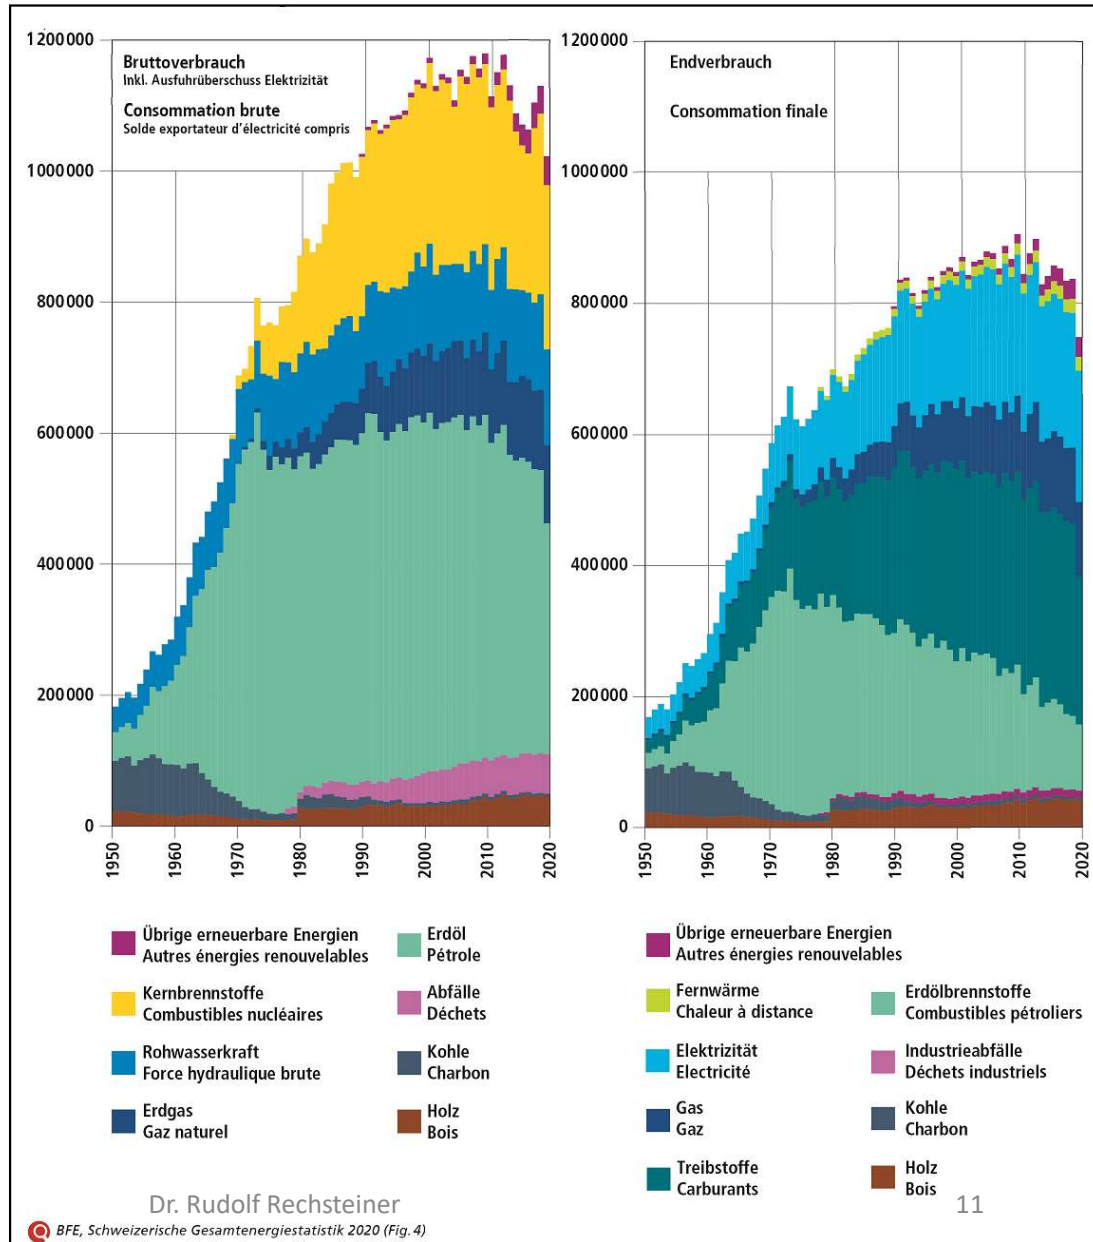 1200000
1000000
800000
600000
400000
200000
0
Bruttoverbrauch
Inkl. Ausfuhrüberschuss Elektrizität
Consommation brute
Solde exportateur d'électricité compris
1950
1960
1970
1980
1990
2000
2010
2020
Übrige erneuerbare Energien
Autres énergies renouvelables
Kernbrennstoffe
Combustibles nucléaires
Rohwasserkraft
Force hydraulique brute
Erdgas
Gaz naturel
Erdöl
Pétrole
Abfälle
Déchets
Kohle
Charbon
Holz
Bois
1200000
1000000
800000
600000
400000
200000
0
Endverbrauch
Consommation finale
1950
1960
1970
1980
1990
2000
2010
2020
Übrige erneuerbare Energien
Autres énergies renouvelables
Fernwärme
Chaleur à distance
Elektrizität
Electricité
Gas
Gaz
Treibstoffe
Carburants
Erdölbrennstoffe
Combustibles pétroliers
Industrieabfälle
Déchets industriels
Kohle
Charbon
Holz
Bois
Dr. Rudolf Rechsteiner
11
BFE, Schweizerische Gesamtenergiestatistik 2020 (Fig. 4)